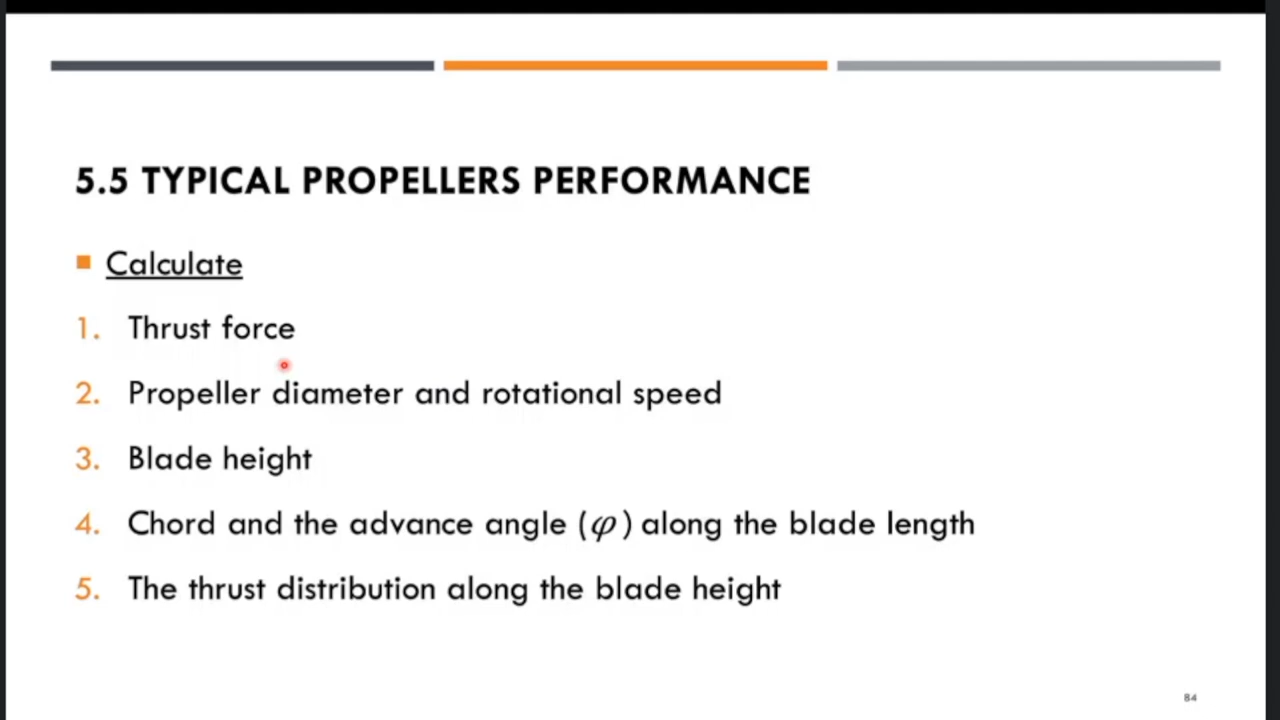 5.5 TYPICAL PROPELLERS PERFORMANCE
Calculate
1. Thrust force
2. Propeller diameter and rotational speed
3. Blade height
4. Chord and the advance angle (φ) along the blade length
5. The thrust distribution along the blade height
84